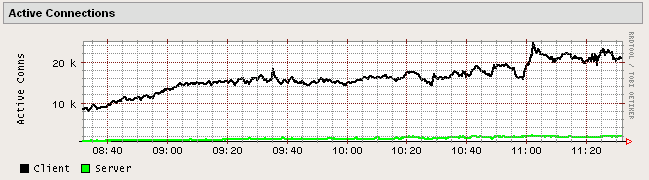 Active Connections
Active Conns
20 k
10 k
08:40 09:00 09:20 09:40 10:00 10:20 10:40 11:00 11:20
Client Server
RRDTOOL / TOBI OETIKER